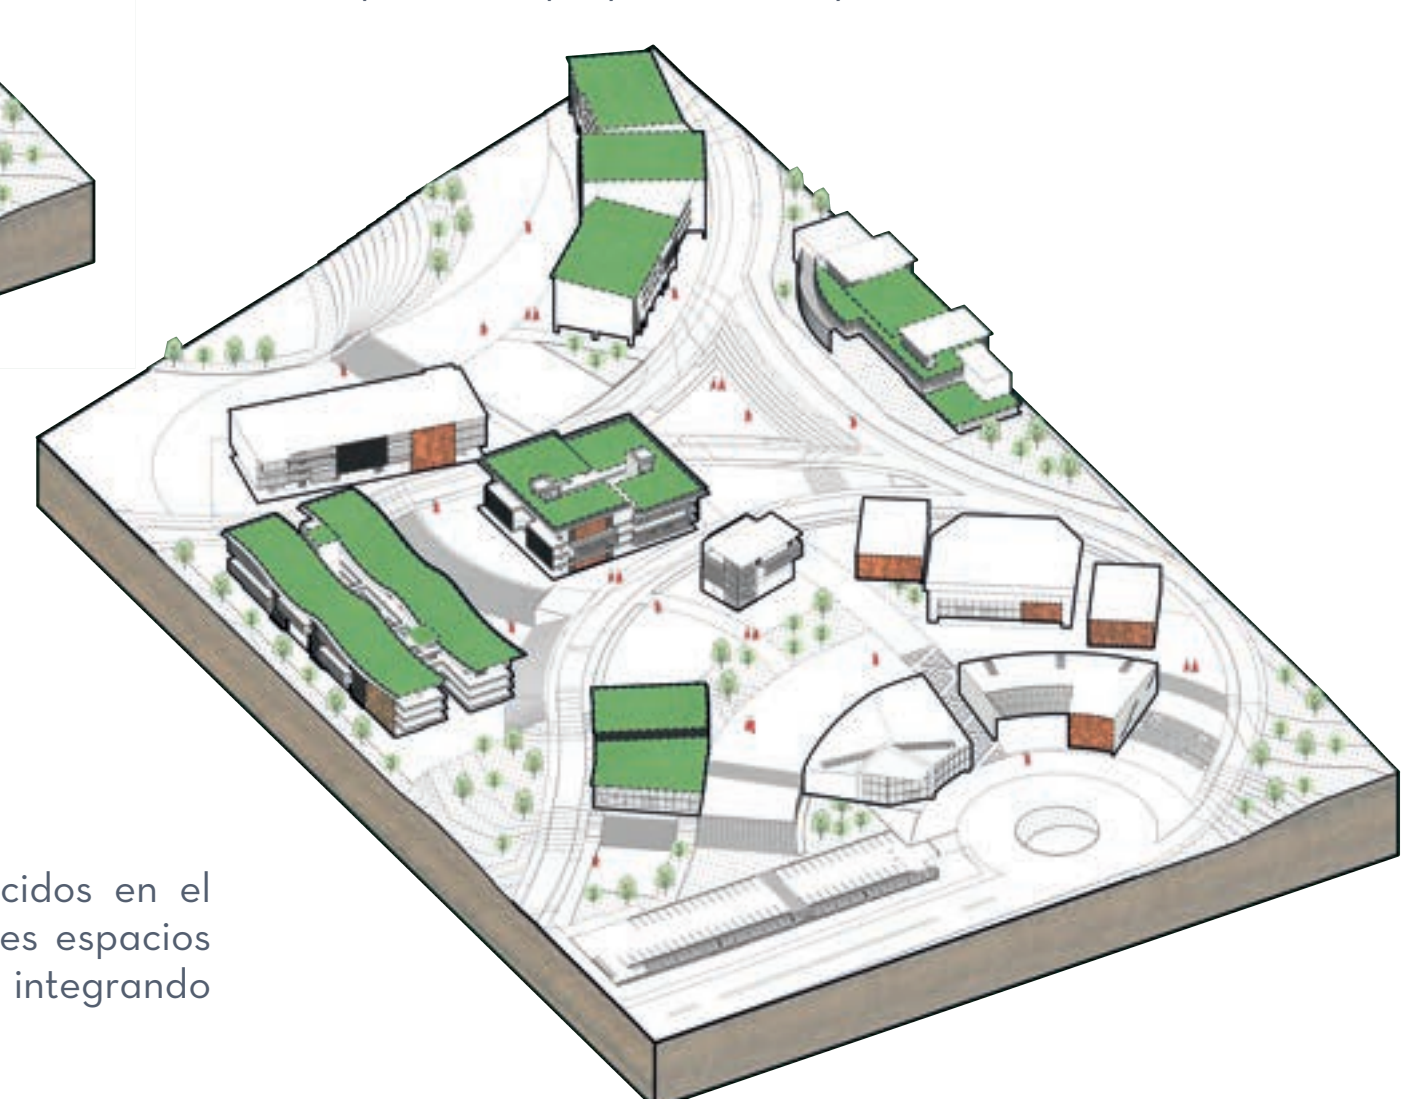 cidos en el
es espacios
integrando